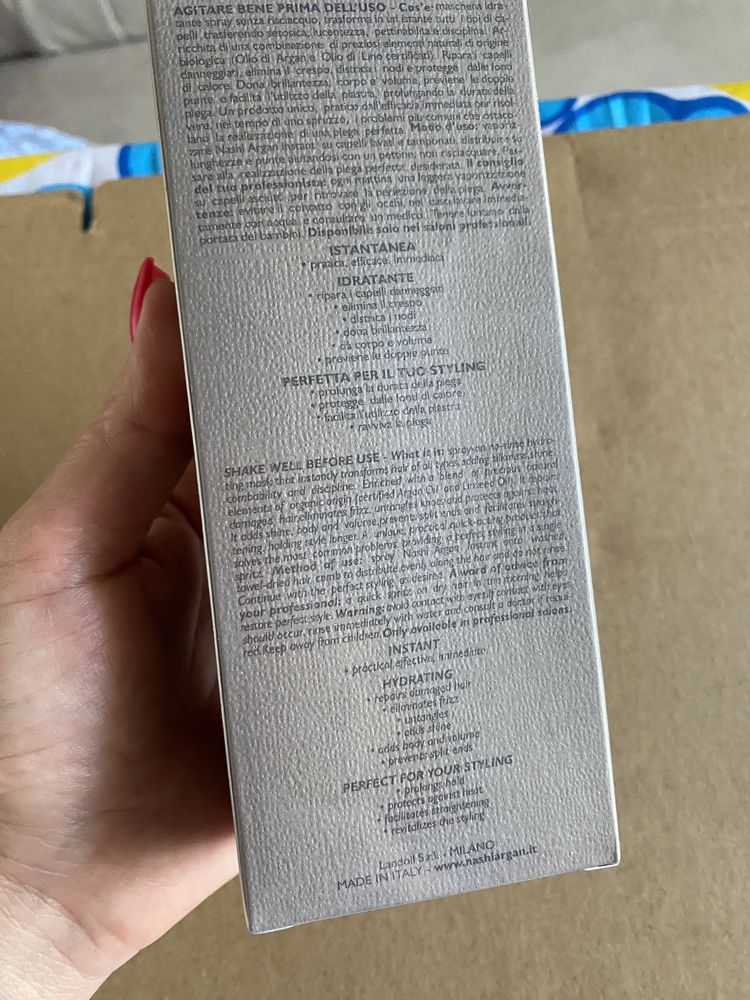 AGITARE BENE PRIMA DELL'USO - Cos'è: maschera idra-
tante spray senza risciacquo, trasforma in un istante tutti i tipi di ca-
pelli, trasferendo setosità, lucentezza, pettinabilità e disciplina. Ar-
ricchita di una combinazione di preziosi elementi naturali di origine
biologica (Olio di Argan e Olio di Lino certificati). Ripara i capelli
danneggiati, elimina il crespo, districa i nodi e protegge dalle fonti
di calore. Dona brillantezza, corpo e volume, previene le doppie
punte e facilita l'utilizzo della piastra, prolungando la durata della
piega. Un prodotto unico, pratico dall'efficacia immediata per risol-
vere, nel tempo di uno spruzzo, i problemi più comuni che ostaco-
lano la realizzazione di una piega perfetta. Modo d'uso: vaporiz-
zare Nashi Argan Instant su capelli lavati e tamponati, distribuire su
lunghezze e punte aiutandosi con un pettine, non risciacquare. Pas-
sare alla realizzazione della piega perfetta, desiderata. Il consiglio
del tuo professionista: ogni mattina una leggera vaporizzazione
su capelli asciutti per ritrovare la perfezione della piega. Avver-
tenze: evitare il contatto con gli occhi, nel caso lavare immedia-
tamente con acqua e consultare un medico. Tenere lontano dalla
portata dei bambini. Disponibile solo nei saloni professionali
ISTANTANEA
• pratica, efficace, immediata
IDRATANTE
• ripara i capelli danneggiati
• elimina il crespo
• districa i nodi
• dona brillantezza
• dà corpo e volume
• previene le doppie punte
PERFETTA PER IL TUO STYLING
• prolunga la durata della piega
• protegge dalle fonti di calore
• facilita l'utilizzo della piastra
• ravviva la piega
SHAKE WELL BEFORE USE - What it is: spray-on no-rinse hydra-
ting mask that instantly transforms hair of all types, adding silkiness, shine,
combability and discipline. Enriched with a blend of precious natural
elements of organic origin (certified Argan Oil and Linseed Oil). It repairs
damaged hair, eliminates frizz, untangles knots and protects against heat.
It adds shine, body and volume, prevents split ends and facilitates straigh-
tening, holding style longer. A unique, practical quick-acting product that
solves the most common problems providing a perfect styling in a single
spritz. Method of use: spray Nashi Argan Instant onto washed,
towel-dried hair, comb to distribute evenly along the hair and do not rinse.
Continue with the perfect styling as desired. A word of advice from
your professional: a quick spritz on dry hair in the morning helps
restore perfect style. Warning: avoid contact with eyes, if contact with eyes
should occur, rinse immediately with water and consult a doctor if requi-
red. Keep away from children. Only available in professional salons.
INSTANT
• practical, effective, immediate
HYDRATING
• repairs damaged hair
• eliminates frizz
• untangles
• adds shine
• adds body and volume
• prevents split ends
PERFECT FOR YOUR STYLING
• prolongs hold
• protects against heat
• facilitates straightening
• revitalizes the styling
Landoll S.r.l. - MILANO
MADE IN ITALY - www.nashiargan.it